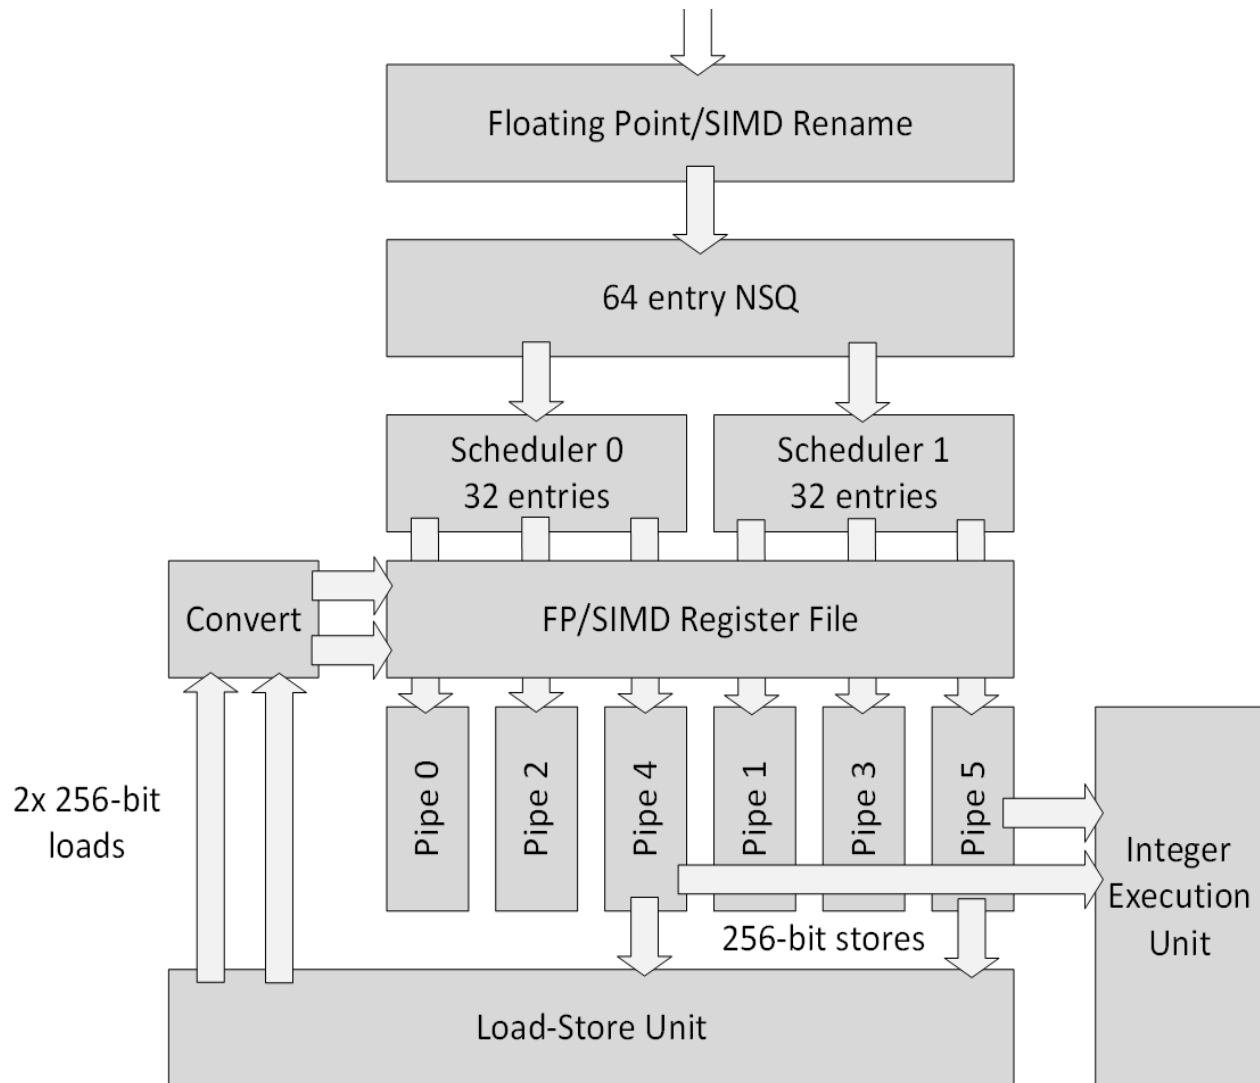 Floating Point/SIMD Rename
64 entry NSQ
Scheduler 0
32 entries
Scheduler 1
32 entries
Convert
FP/SIMD Register File
2x 256-bit
loads
Pipe 0
Pipe 2
Pipe 4
Pipe 1
Pipe 3
Pipe 5
Integer
Execution
Unit
256-bit stores
Load-Store Unit